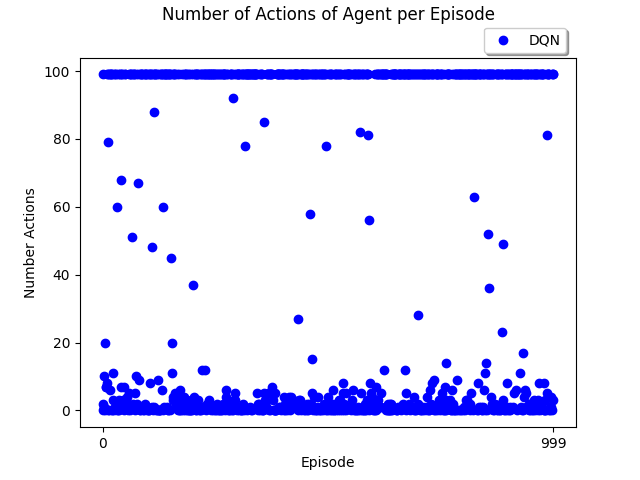 Number of Actions of Agent per Episode
DQN
100
80
60
40
20
0
Number Actions
0
999
Episode